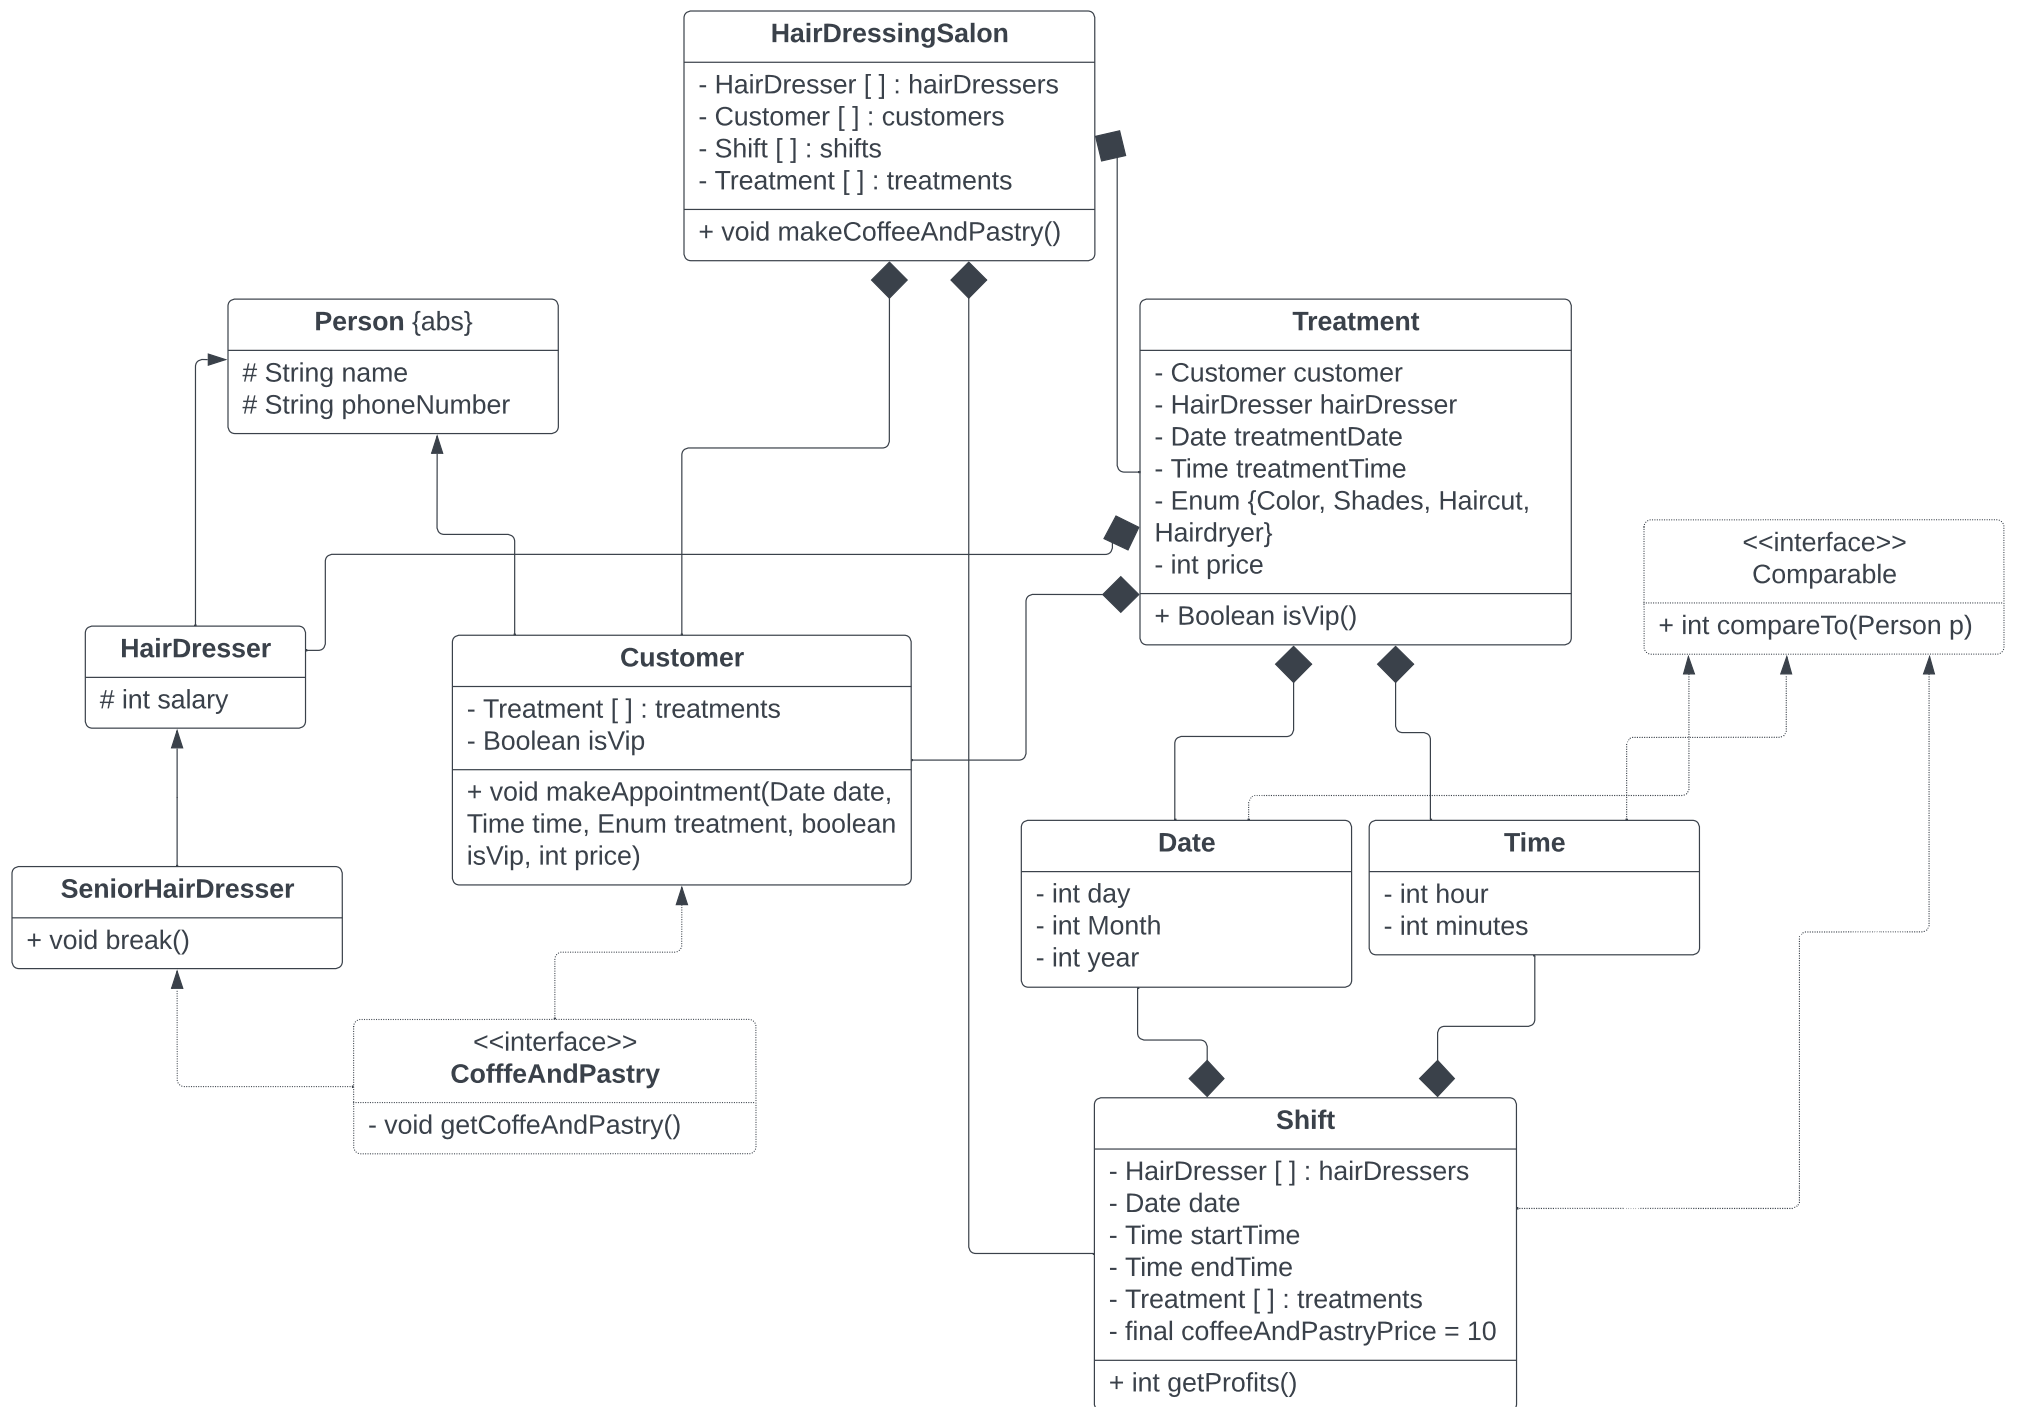 HairDressingSalon
- HairDresser [ ] : hairDressers
- Customer [ ] : customers
- Shift [ ] : shifts
- Treatment [ ] : treatments
+ void makeCoffeeAndPastry()
Person {abs}
# String name
# String phoneNumber
Treatment
- Customer customer
- HairDresser hairDresser
- Date treatmentDate
- Time treatmentTime
- Enum {Color, Shades, Haircut,
Hairdryer}
- int price
+ Boolean isVip()
<<interface>>
Comparable
+ int compareTo(Person p)
HairDresser
# int salary
Customer
- Treatment [ ] : treatments
- Boolean isVip
+ void makeAppointment(Date date,
Time time, Enum treatment, boolean
isVip, int price)
Date
- int day
- int Month
- int year
Time
- int hour
- int minutes
SeniorHairDresser
+ void break()
<<interface>>
CofffeAndPastry
- void getCoffeAndPastry()
Shift
- HairDresser [ ] : hairDressers
- Date date
- Time startTime
- Time endTime
- Treatment [ ] : treatments
- final coffeeAndPastryPrice = 10
+ int getProfits()